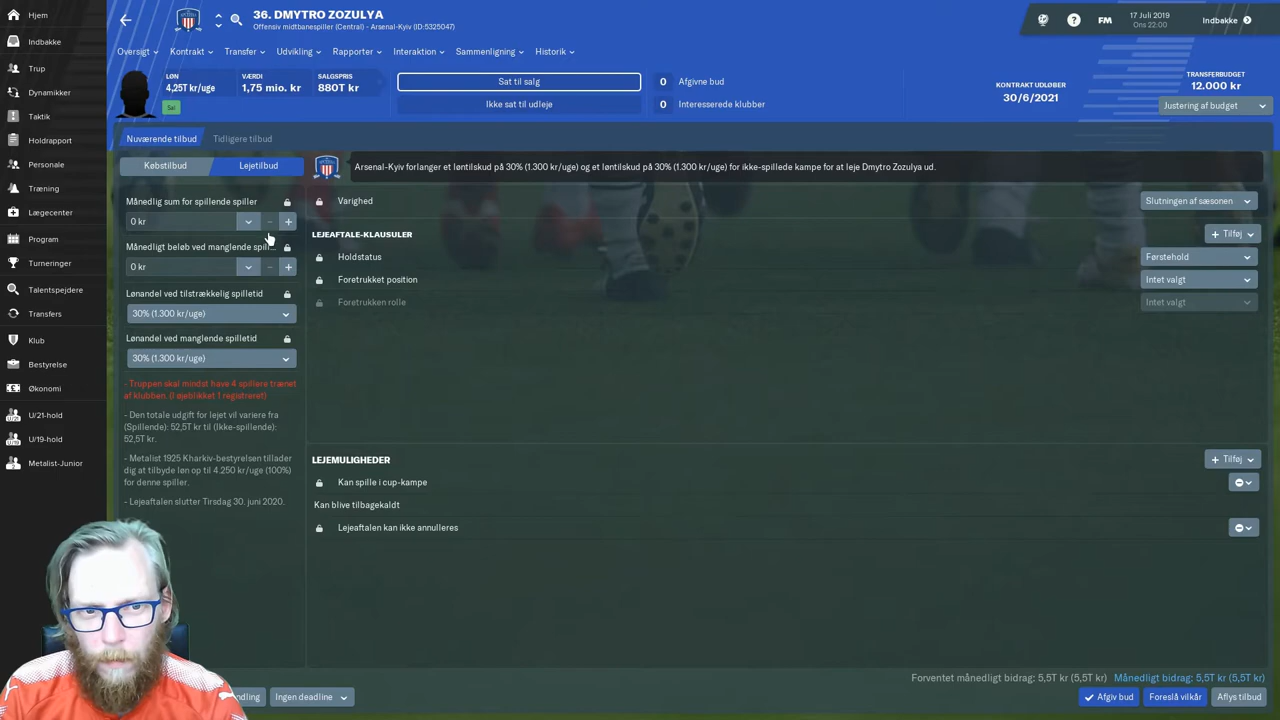 Hjem
Indbakke
Trup
Dynamikker
Taktik
Holdrapport
Personale
Træning
Lægecenter
Program
Turneringer
Talentspejdere
Transfers
Klub
Bestyrelse
Økonomi
U/21-hold
U/19-hold
Metalist-Junior
36. DMYTRO ZOZULYA
Offensiv midtbanespiller (Central) - Arsenal-Kyiv (ID:5325047)
17 Juli 2019
Ons 22:00
Indbakke
FM
Oversigt
Kontrakt
Transfer
Udvikling
Rapporter
Interaktion
Sammenligning
Historik
LØN
4,25T kr/uge
VÆRDI
1,75 mio. kr
SALGSPRIS
880T kr
Sal
Sat til salg
Ikke sat til udleje
0 Afgivne bud
0 Interesserede klubber
KONTRAKT UDLØBER
30/6/2021
TRANSFERBUDGET
12.000 kr
Justering af budget
Nuværende tilbud
Tidligere tilbud
Købstilbud
Lejetilbud
Arsenal-Kyiv forlanger et løntilskud på 30% (1.300 kr/uge) og et løntilskud på 30% (1.300 kr/uge) for ikke-spillede kampe for at leje Dmytro Zozulya ud.
Månedlig sum for spillende spiller
0 kr
Månedligt beløb ved manglende spill...
0 kr
Lønandel ved tilstrækkelig spilletid
30% (1.300 kr/uge)
Lønandel ved manglende spilletid
30% (1.300 kr/uge)
- Truppen skal mindst have 4 spillere trænet
af klubben. (I øjeblikket 1 registreret)
- Den totale udgift for lejet vil variere fra
(Spillende): 52,5T kr til (Ikke-spillende):
52,5T kr.
- Metalist 1925 Kharkiv-bestyrelsen tillader
dig at tilbyde løn op til 4.250 kr/uge (100%)
for denne spiller.
- Lejeaftalen slutter Tirsdag 30. juni 2020.
Varighed
Slutningen af sæsonen
LEJEAFTALE-KLAUSULER
Tilføj
Holdstatus
Førstehold
Foretrukket position
Intet valgt
Foretrukken rolle
Intet valgt
LEJEMULIGHEDER
Tilføj
Kan spille i cup-kampe
Kan blive tilbagekaldt
Lejeaftalen kan ikke annulleres
Forventet månedligt bidrag: 5,5T kr (5,5T kr)
Månedligt bidrag: 5,5T kr (5,5T kr)
Ingen deadline
Afgiv bud
Foreslå vilkår
Aflys tilbud